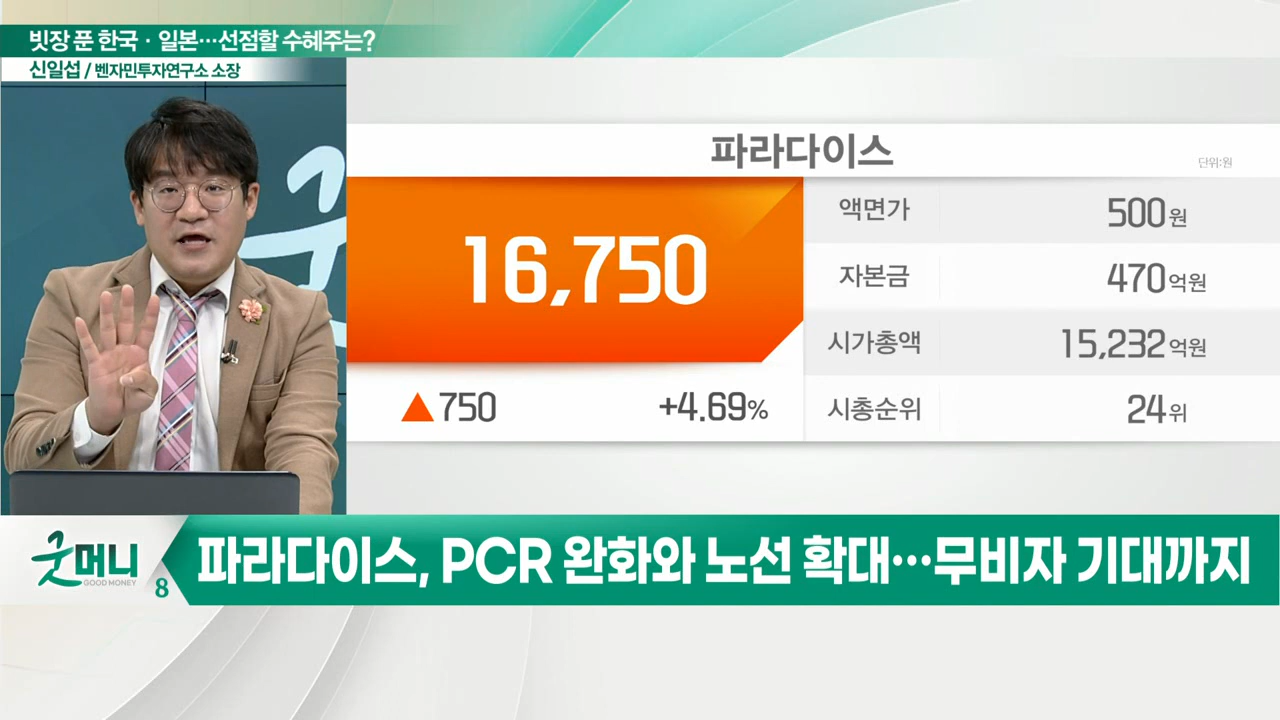 빗장 푼 한국 · 일본…선점할 수혜주는?
신일섭 / 벤자민투자연구소 소장
파라다이스
단위:원
16,750
▲750 +4.69%
액면가 500원
자본금 470억원
시가총액 15,232억원
시총순위 24위
굿머니
GOOD MONEY
8
파라다이스, PCR 완화와 노선 확대…무비자 기대까지